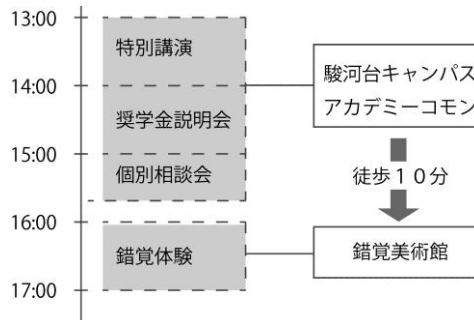 13:00
特別講演
14:00
奨学金説明会
15:00
個別相談会
16:00
錯覚体験
17:00
駿河台キャンパス
アカデミーコモン
徒歩１０分
錯覚美術館